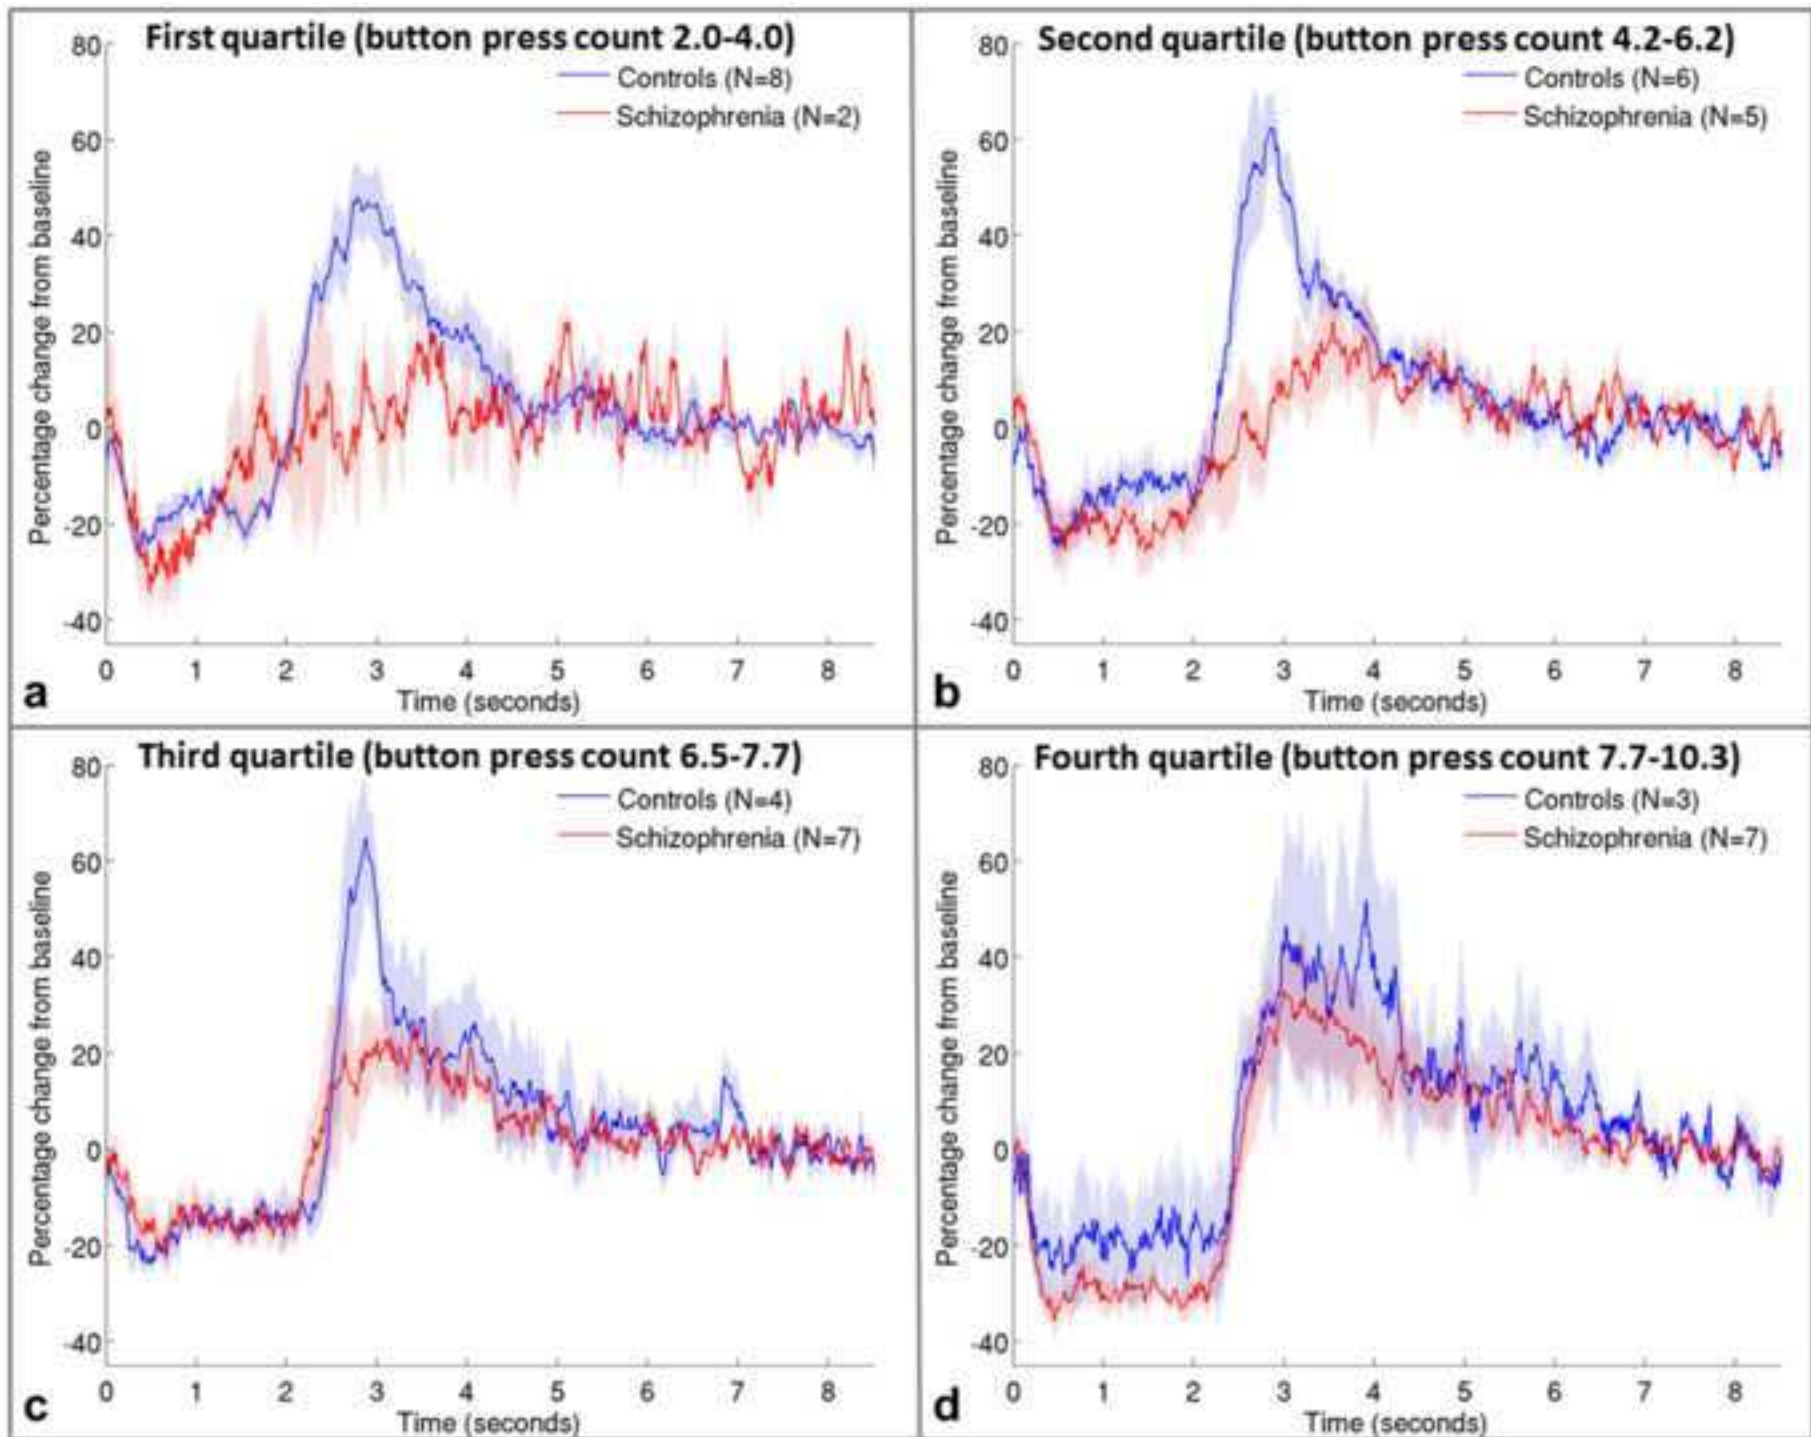 First quartile (button press count 2.0-4.0)
Controls (N=8)
Schizophrenia (N=2)
Percentage change from baseline
80
60
40
20
0
-20
-40
0 1 2 3 4 5 6 7 8
Time (seconds)
a
Second quartile (button press count 4.2-6.2)
Controls (N=6)
Schizophrenia (N=5)
Percentage change from baseline
80
60
40
20
0
-20
-40
0 1 2 3 4 5 6 7 8
Time (seconds)
b
Third quartile (button press count 6.5-7.7)
Controls (N=4)
Schizophrenia (N=7)
Percentage change from baseline
80
60
40
20
0
-20
-40
0 1 2 3 4 5 6 7 8
Time (seconds)
c
Fourth quartile (button press count 7.7-10.3)
Controls (N=3)
Schizophrenia (N=7)
Percentage change from baseline
80
60
40
20
0
-20
-40
0 1 2 3 4 5 6 7 8
Time (seconds)
d